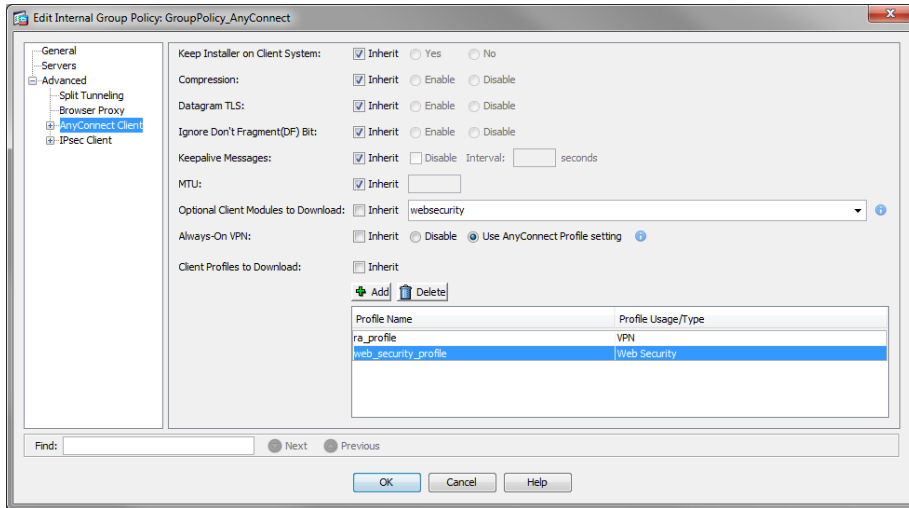 Edit Internal Group Policy: GroupPolicy_AnyConnect
General
Servers
Advanced
Split Tunneling
Browser Proxy
AnyConnect Client
IPsec Client
Keep Installer on Client System: Inherit Yes No
Compression: Inherit Enable Disable
Datagram TLS: Inherit Enable Disable
Ignore Don't Fragment(DF) Bit: Inherit Enable Disable
Keepalive Messages: Inherit Disable Interval: seconds
MTU: Inherit
Optional Client Modules to Download: Inherit websecurity
Always-On VPN: Inherit Disable Use AnyConnect Profile setting
Client Profiles to Download: Inherit
Add Delete
Profile Name Profile Usage/Type
ra_profile VPN
web_security_profile Web Security
Find: Next Previous
OK Cancel Help